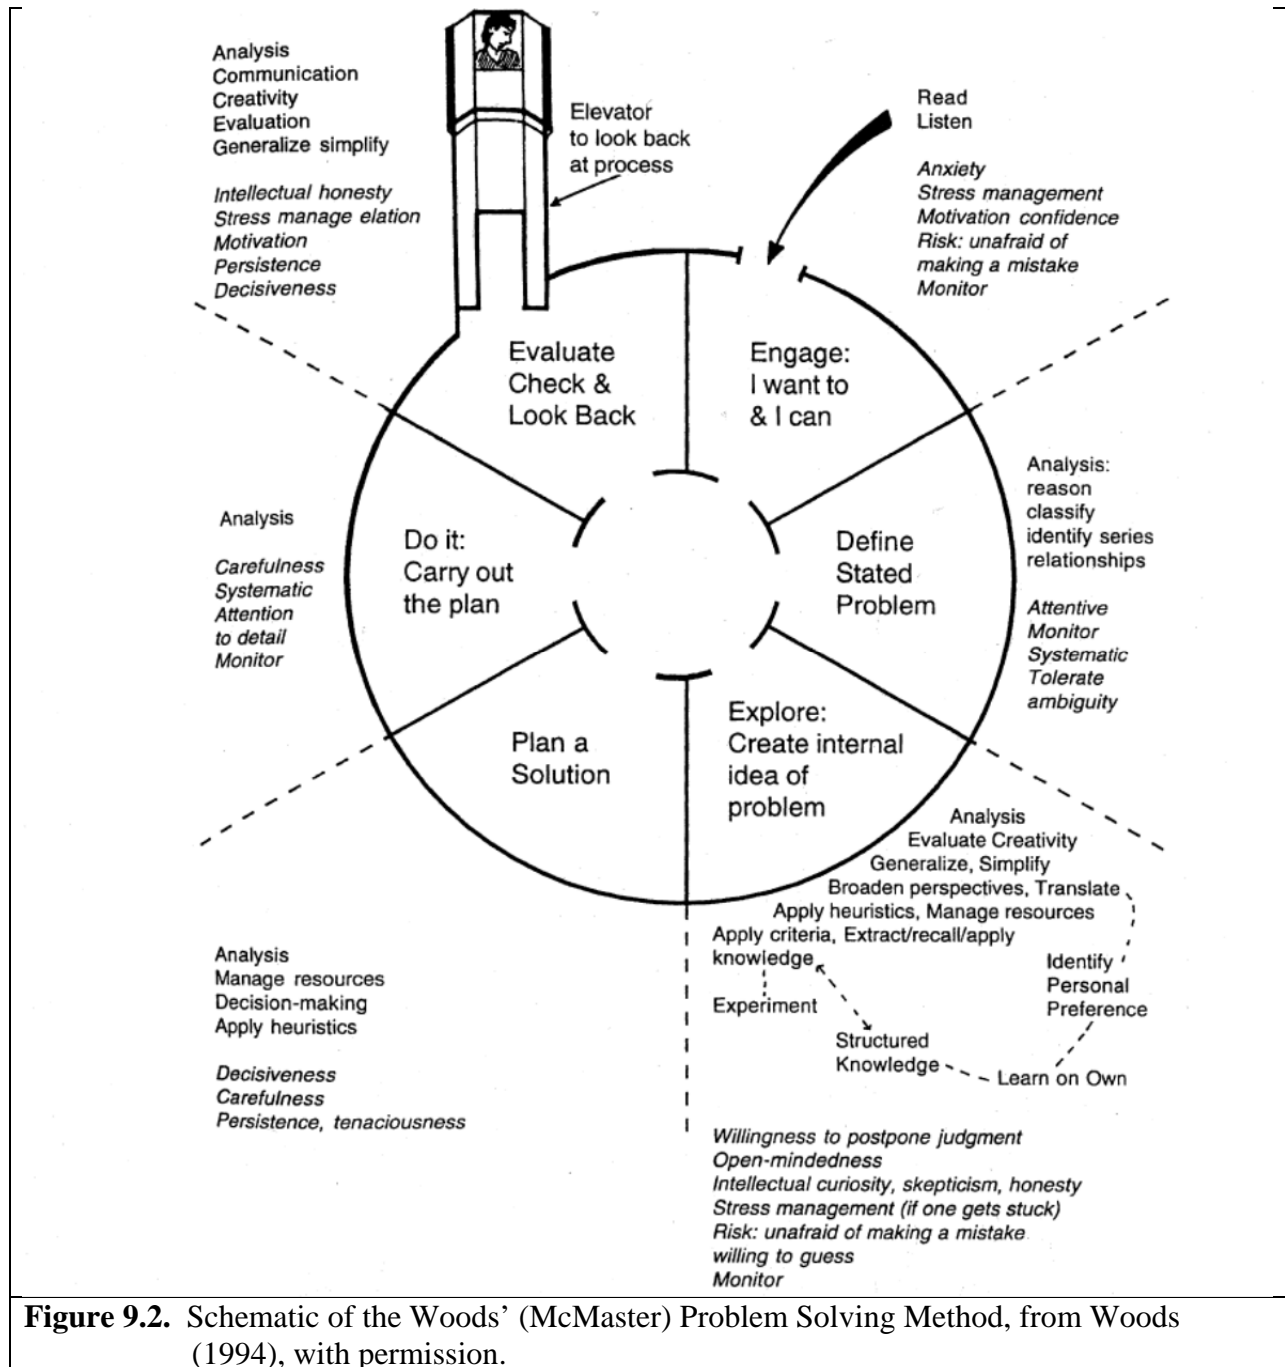 Analysis
Communication
Creativity
Evaluation
Generalize simplify
Intellectual honesty
Stress manage elation
Motivation
Persistence
Decisiveness
Elevator
to look back
at process
Read
Listen
Anxiety
Stress management
Motivation confidence
Risk: unafraid of
making a mistake
Monitor
Evaluate
Check &
Look Back
Engage:
I want to
& I can
Analysis:
reason
classify
identify series
relationships
Attentive
Monitor
Systematic
Tolerate
ambiguity
Define
Stated
Problem
Do it:
Carry out
the plan
Analysis
Carefulness
Systematic
Attention
to detail
Monitor
Plan a
Solution
Explore:
Create internal
idea of
problem
Analysis
Evaluate Creativity
Generalize, Simplify
Broaden perspectives, Translate
Apply heuristics, Manage resources
Apply criteria, Extract/recall/apply
knowledge
Experiment
Identify
Personal
Preference
Structured
Knowledge
Learn on Own
Analysis
Manage resources
Decision-making
Apply heuristics
Decisiveness
Carefulness
Persistence, tenaciousness
Willingness to postpone judgment
Open-mindedness
Intellectual curiosity, skepticism, honesty
Stress management (if one gets stuck)
Risk: unafraid of making a mistake
willing to guess
Monitor
Figure 9.2. Schematic of the Woods’ (McMaster) Problem Solving Method, from Woods
(1994), with permission.